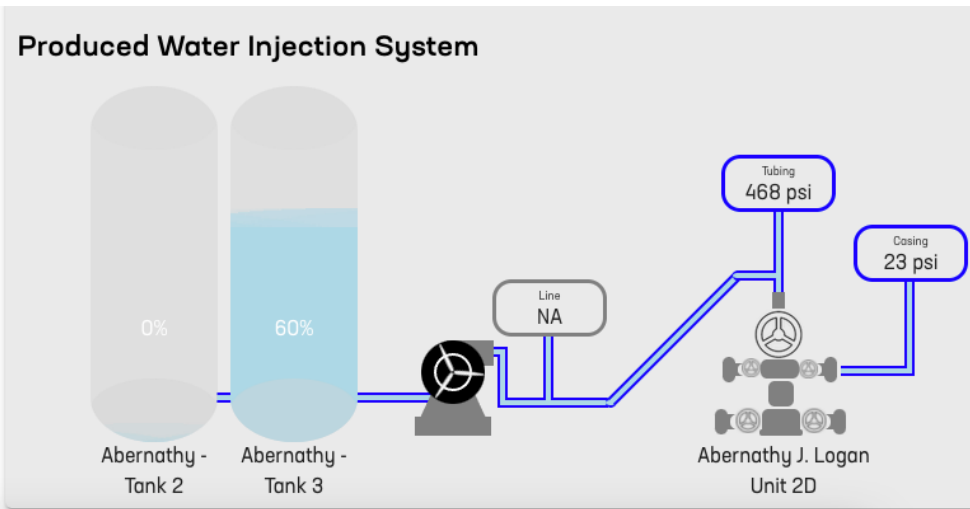 Produced Water Injection System
Tubing
468 psi
Casing
23 psi
Line
NA
0%
60%
Abernathy -
Tank 2
Abernathy -
Tank 3
Abernathy J. Logan
Unit 2D